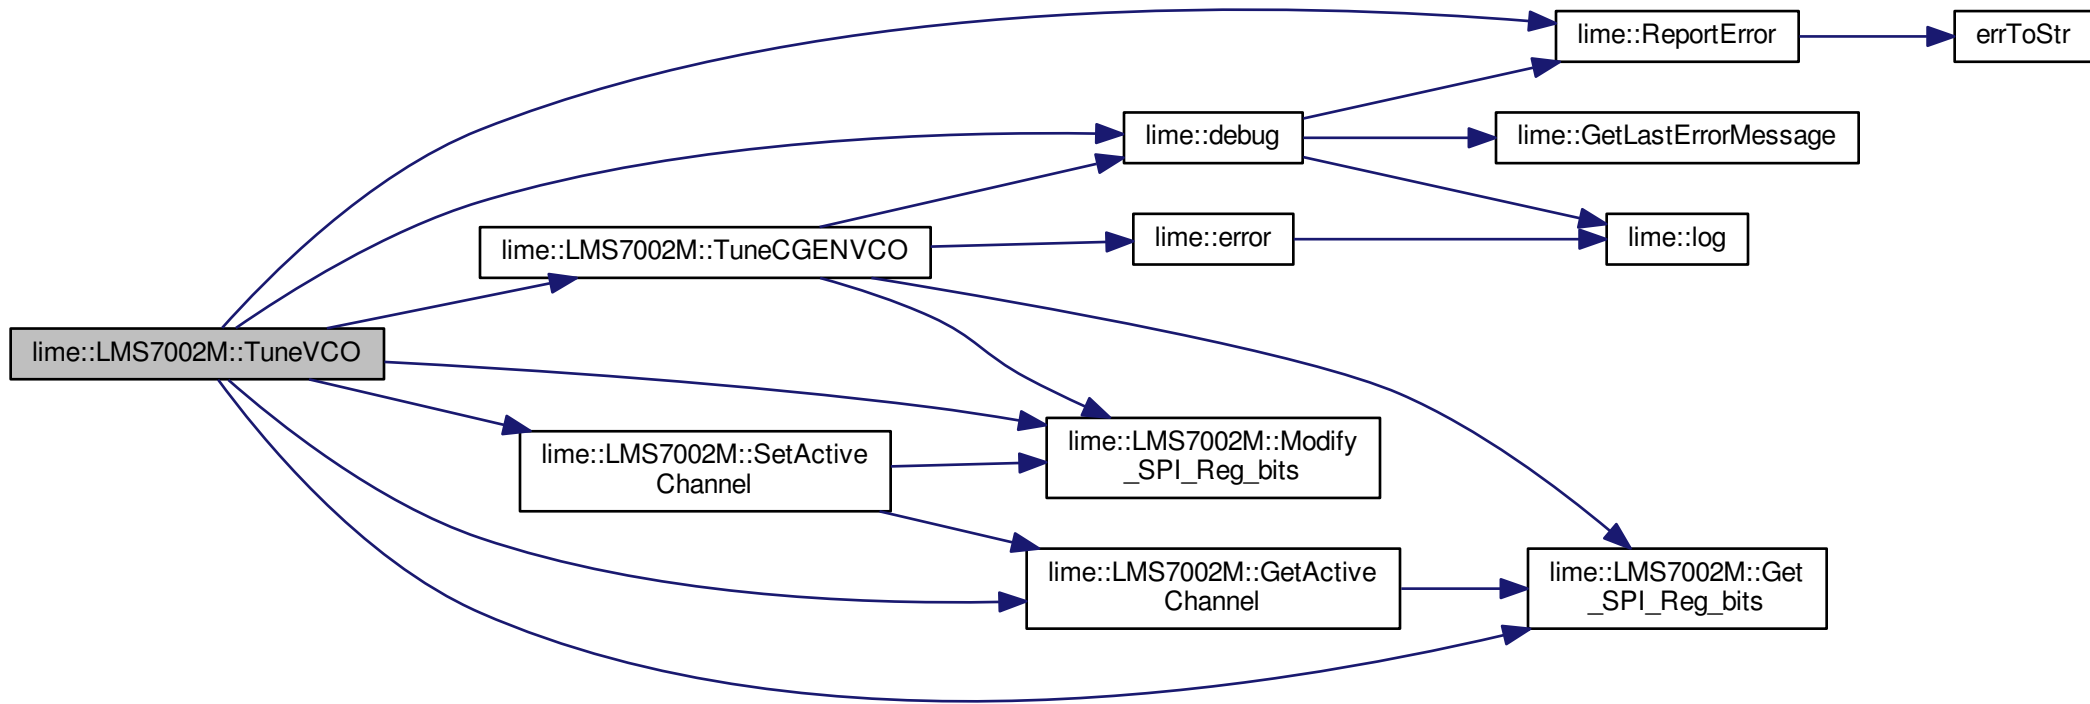 lime::ReportError
errToStr
lime::debug
lime::GetLastErrorMessage
lime::LMS7002M::TuneCGENVCO
lime::error
lime::log
lime::LMS7002M::TuneVCO
lime::LMS7002M::SetActive
Channel
lime::LMS7002M::Modify
_SPI_Reg_bits
lime::LMS7002M::GetActive
Channel
lime::LMS7002M::Get
_SPI_Reg_bits